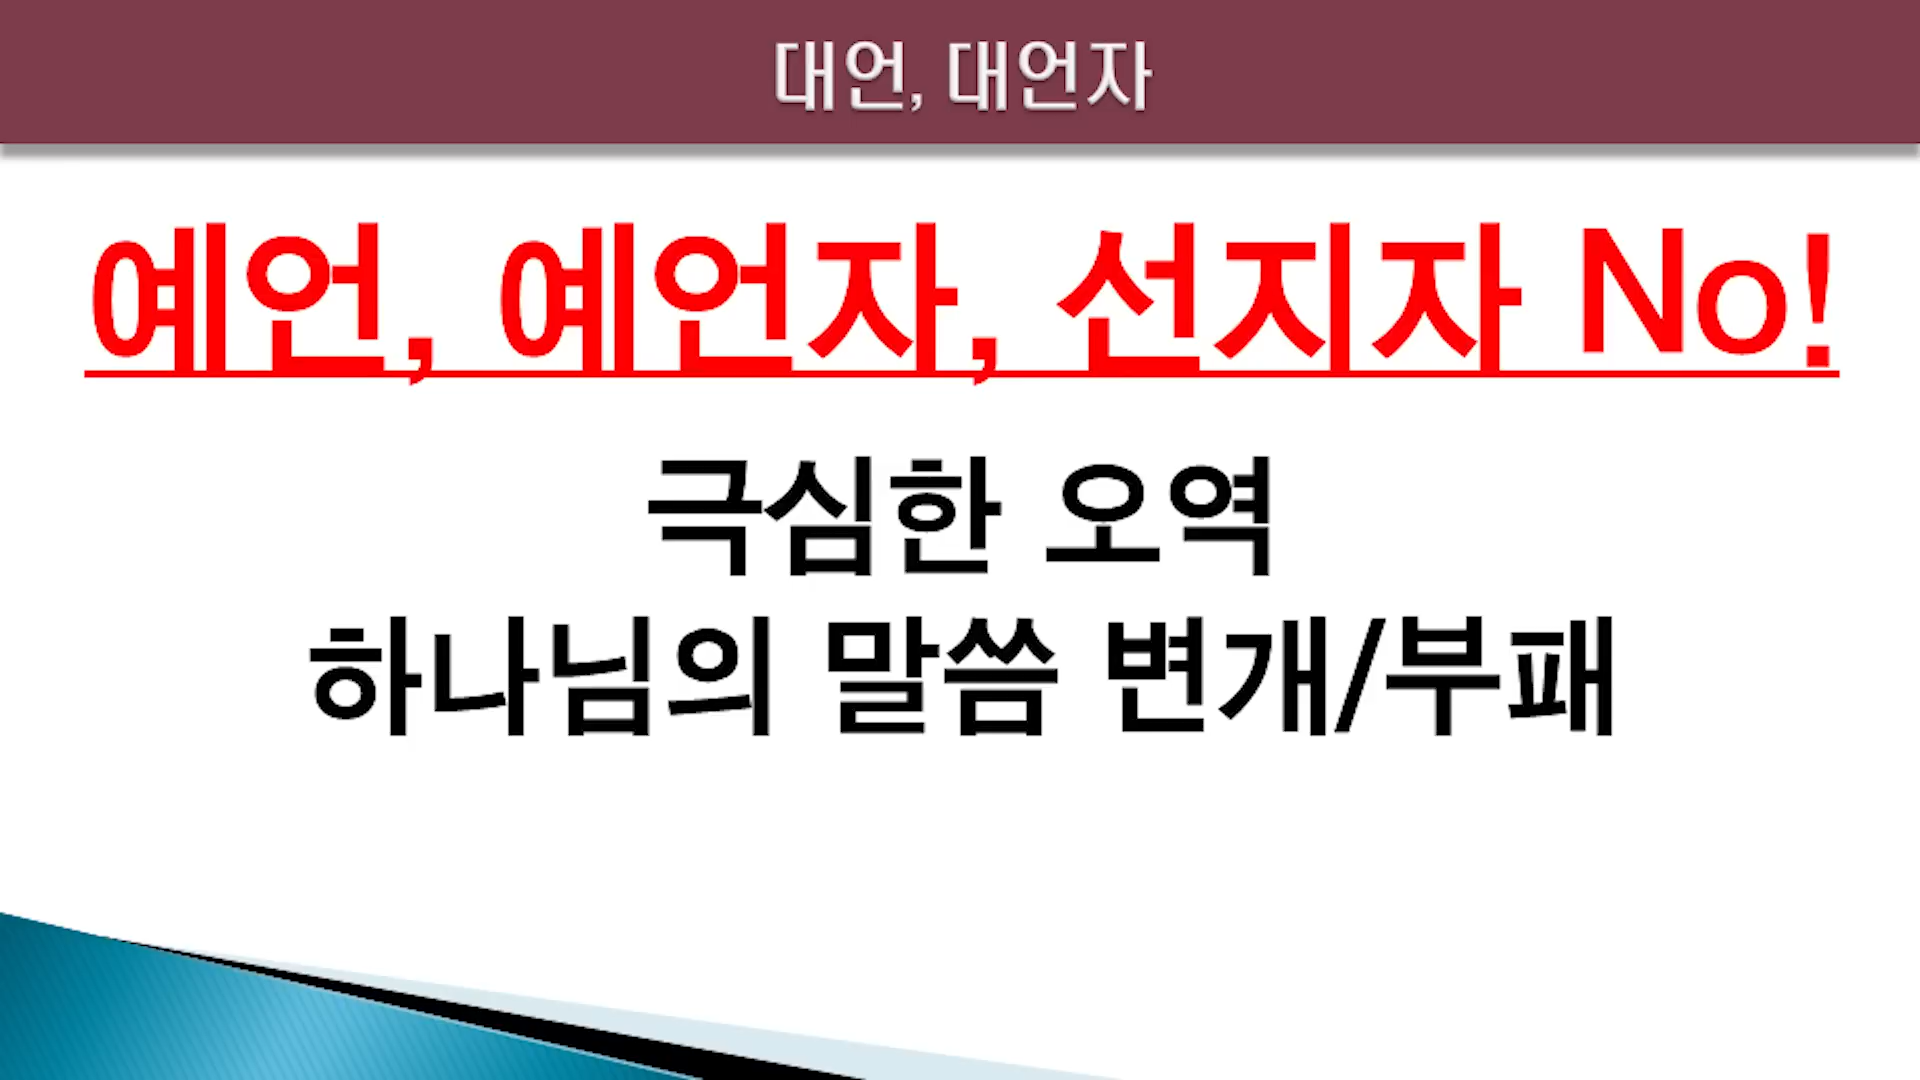 대언, 대언자
예언, 예언자, 선지자 No!
극심한 오역
하나님의 말씀 변개/부패